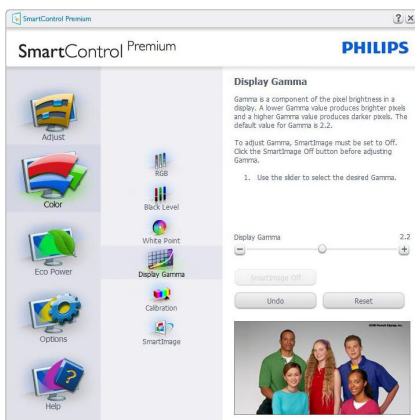 SmartControl Premium
SmartControl Premium
PHILIPS
Adjust
Color
Eco Power
Options
Help
RGB
Black Level
White Point
Display Gamma
Calibration
SmartImage
Display Gamma
Gamma is a component of the pixel brightness in a
display. A lower Gamma value produces brighter pixels
and a higher Gamma value produces darker pixels. The
default value for Gamma is 2.2.
To adjust Gamma, SmartImage must be set to Off.
Click the SmartImage Off button before adjusting
Gamma.
1. Use the slider to select the desired Gamma.
Display Gamma 2.2
SmartImage Off
Undo Reset